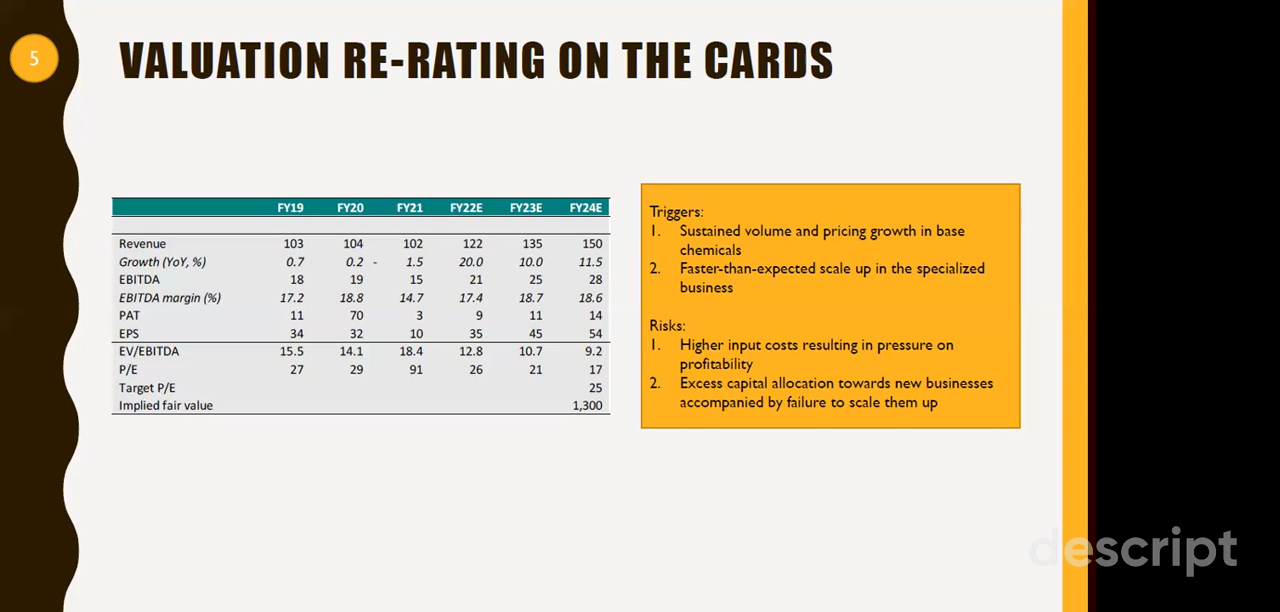 5
VALUATION RE-RATING ON THE CARDS
FY19 FY20 FY21 FY22E FY23E FY24E
Revenue 103 104 102 122 135 150
Growth (YoY, %) 0.7 0.2 - 1.5 20.0 10.0 11.5
EBITDA 18 19 15 21 25 28
EBITDA margin (%) 17.2 18.8 14.7 17.4 18.7 18.6
PAT 11 70 3 9 11 14
EPS 34 32 10 35 45 54
EV/EBITDA 15.5 14.1 18.4 12.8 10.7 9.2
P/E 27 29 91 26 21 17
Target P/E 25
Implied fair value 1,300
Triggers:
1. Sustained volume and pricing growth in base
chemicals
2. Faster-than-expected scale up in the specialized
business
Risks:
1. Higher input costs resulting in pressure on
profitability
2. Excess capital allocation towards new businesses
accompanied by failure to scale them up
descript